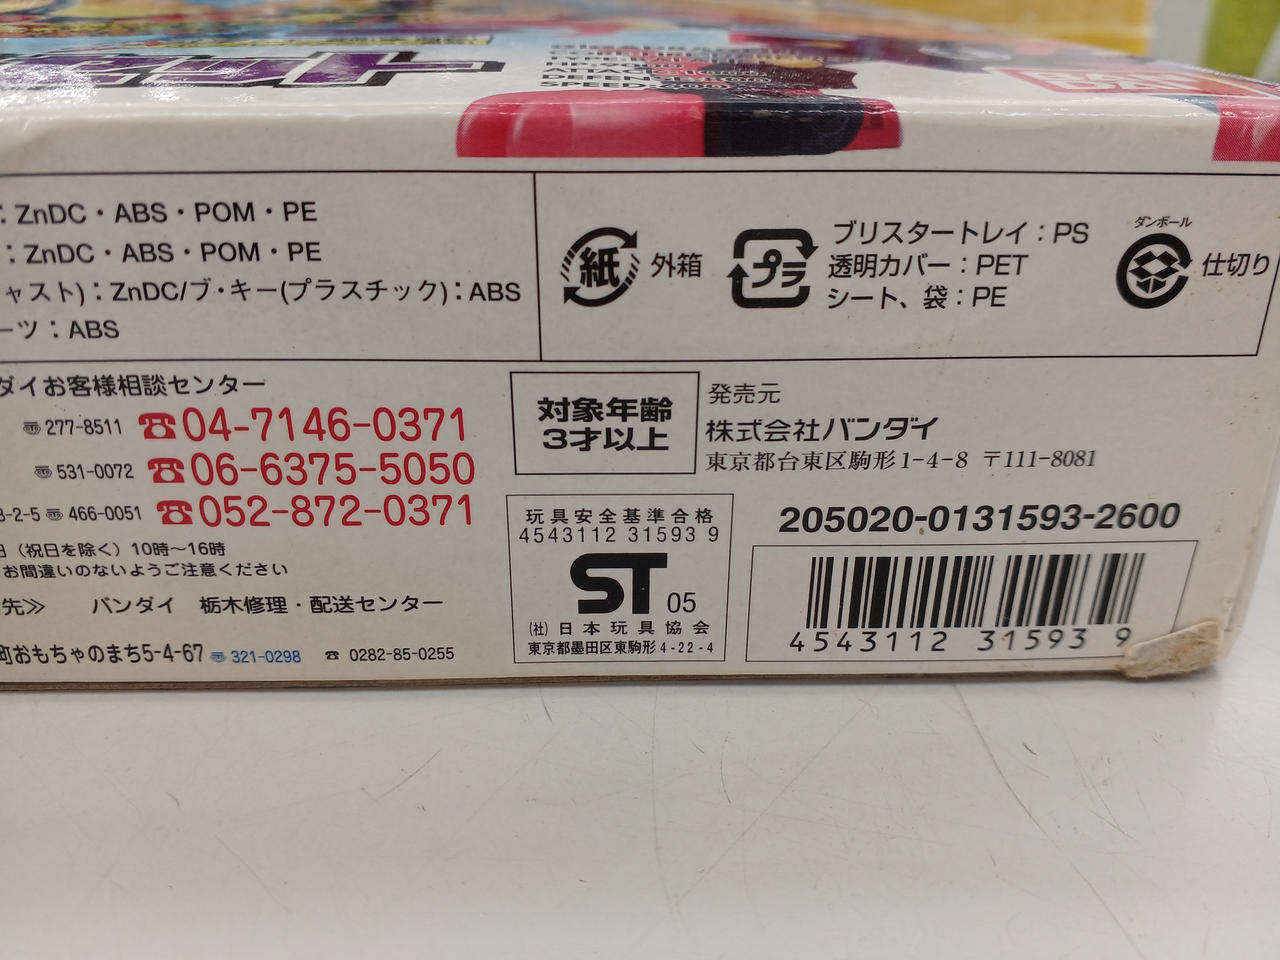 セット
SPEED:400
BAN
DAI
：ZnDC・ABS・POM・PE
：ZnDC・ABS・POM・PE
ャスト)：ZnDC/ブ・キー(プラスチック)：ABS
ーツ：ABS
紙 外箱
プラ
ブリスタートレイ：PS
透明カバー：PET
シート、袋：PE
ダンボール
仕切り
ダイお客様相談センター
277-8511 ☎04-7146-0371
531-0072 ☎06-6375-5050
3-2-5 466-0051 ☎052-872-0371
日（祝日を除く）10時〜16時
お間違いのないようご注意ください
先≫ バンダイ 栃木修理・配送センター
町おもちゃのまち5-4-67 321-0298 ☎ 0282-85-0255
対象年齢
3才以上
発売元
株式会社バンダイ
東京都台東区駒形1-4-8 〒111-8081
玩具安全基準合格
4543112 31593 9
ST 05
(社)日本玩具協会
東京都墨田区東駒形4-22-4
205020-0131593-2600
4543112 315939